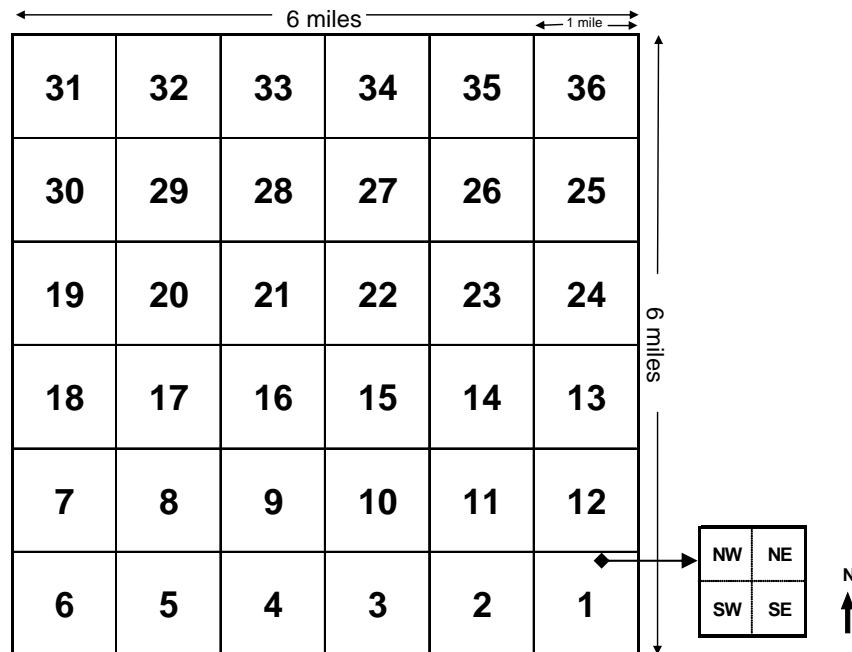 6 miles
1 mile
31 32 33 34 35 36
30 29 28 27 26 25
19 20 21 22 23 24
6 miles
18 17 16 15 14 13
7 8 9 10 11 12
NW NE
N
6 5 4 3 2 1
SW SE